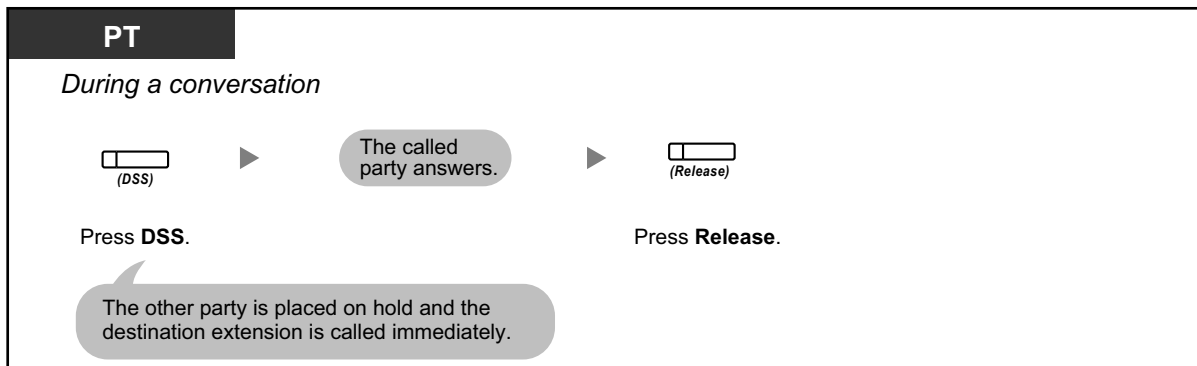 PT
During a conversation
The called
party answers.
(DSS)
(Release)
Press DSS.
Press Release.
The other party is placed on hold and the
destination extension is called immediately.